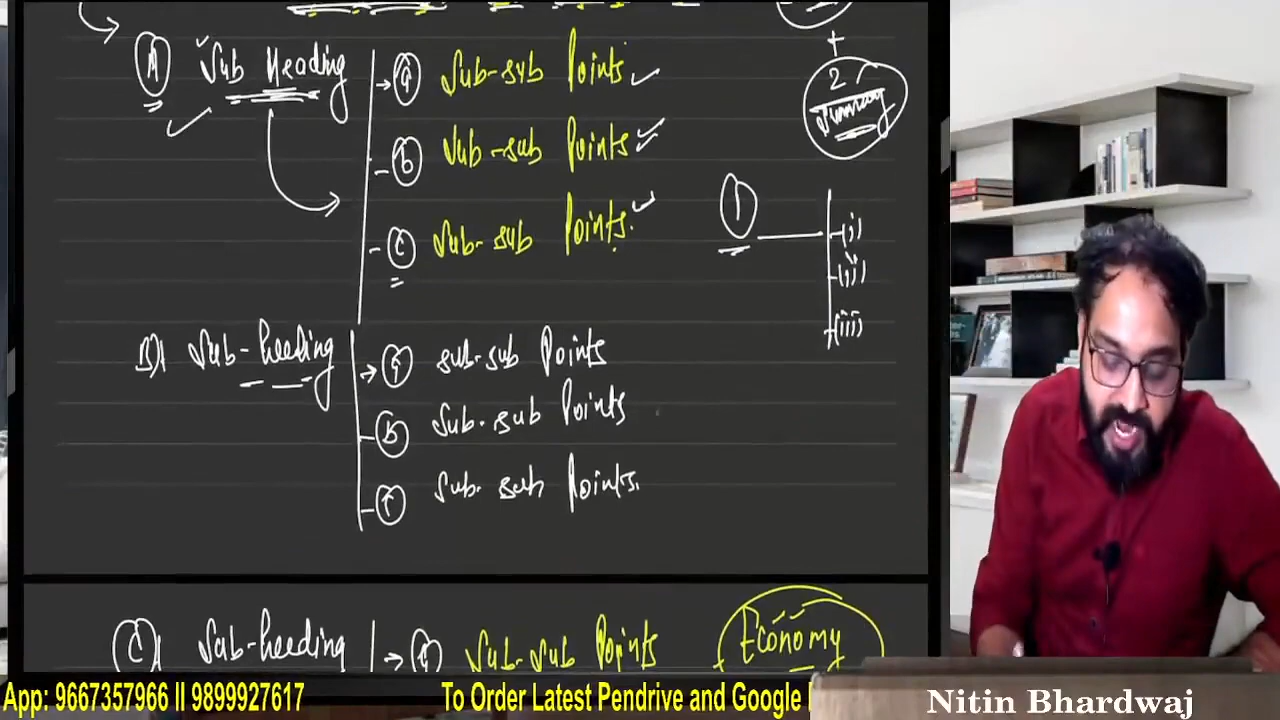 A Sub Heading
a Sub-sub Points
b Sub-sub Points
c Sub-sub Points.
+
2
Summary
1
(i)
(ii)
(iii)
B) Sub-heading
a sub-sub Points
b Sub-sub Points
c Sub-sub Points.
C) Sub-heading
a Sub-Sub Points
Economy
App: 9667357966 II 9899927617
To Order Latest Pendrive and Google
Nitin Bhardwaj